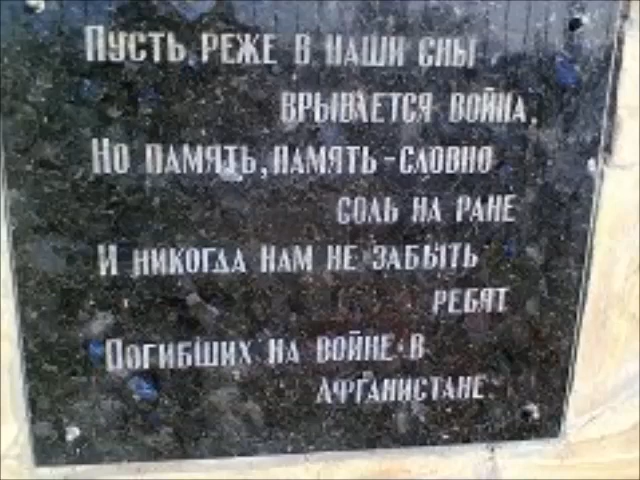 Пусть реже в наши сны
врывается война,
Но память, память - словно
соль на ране
И никогда нам не забыть
ребят
Погибших на войне в
Афганистане.